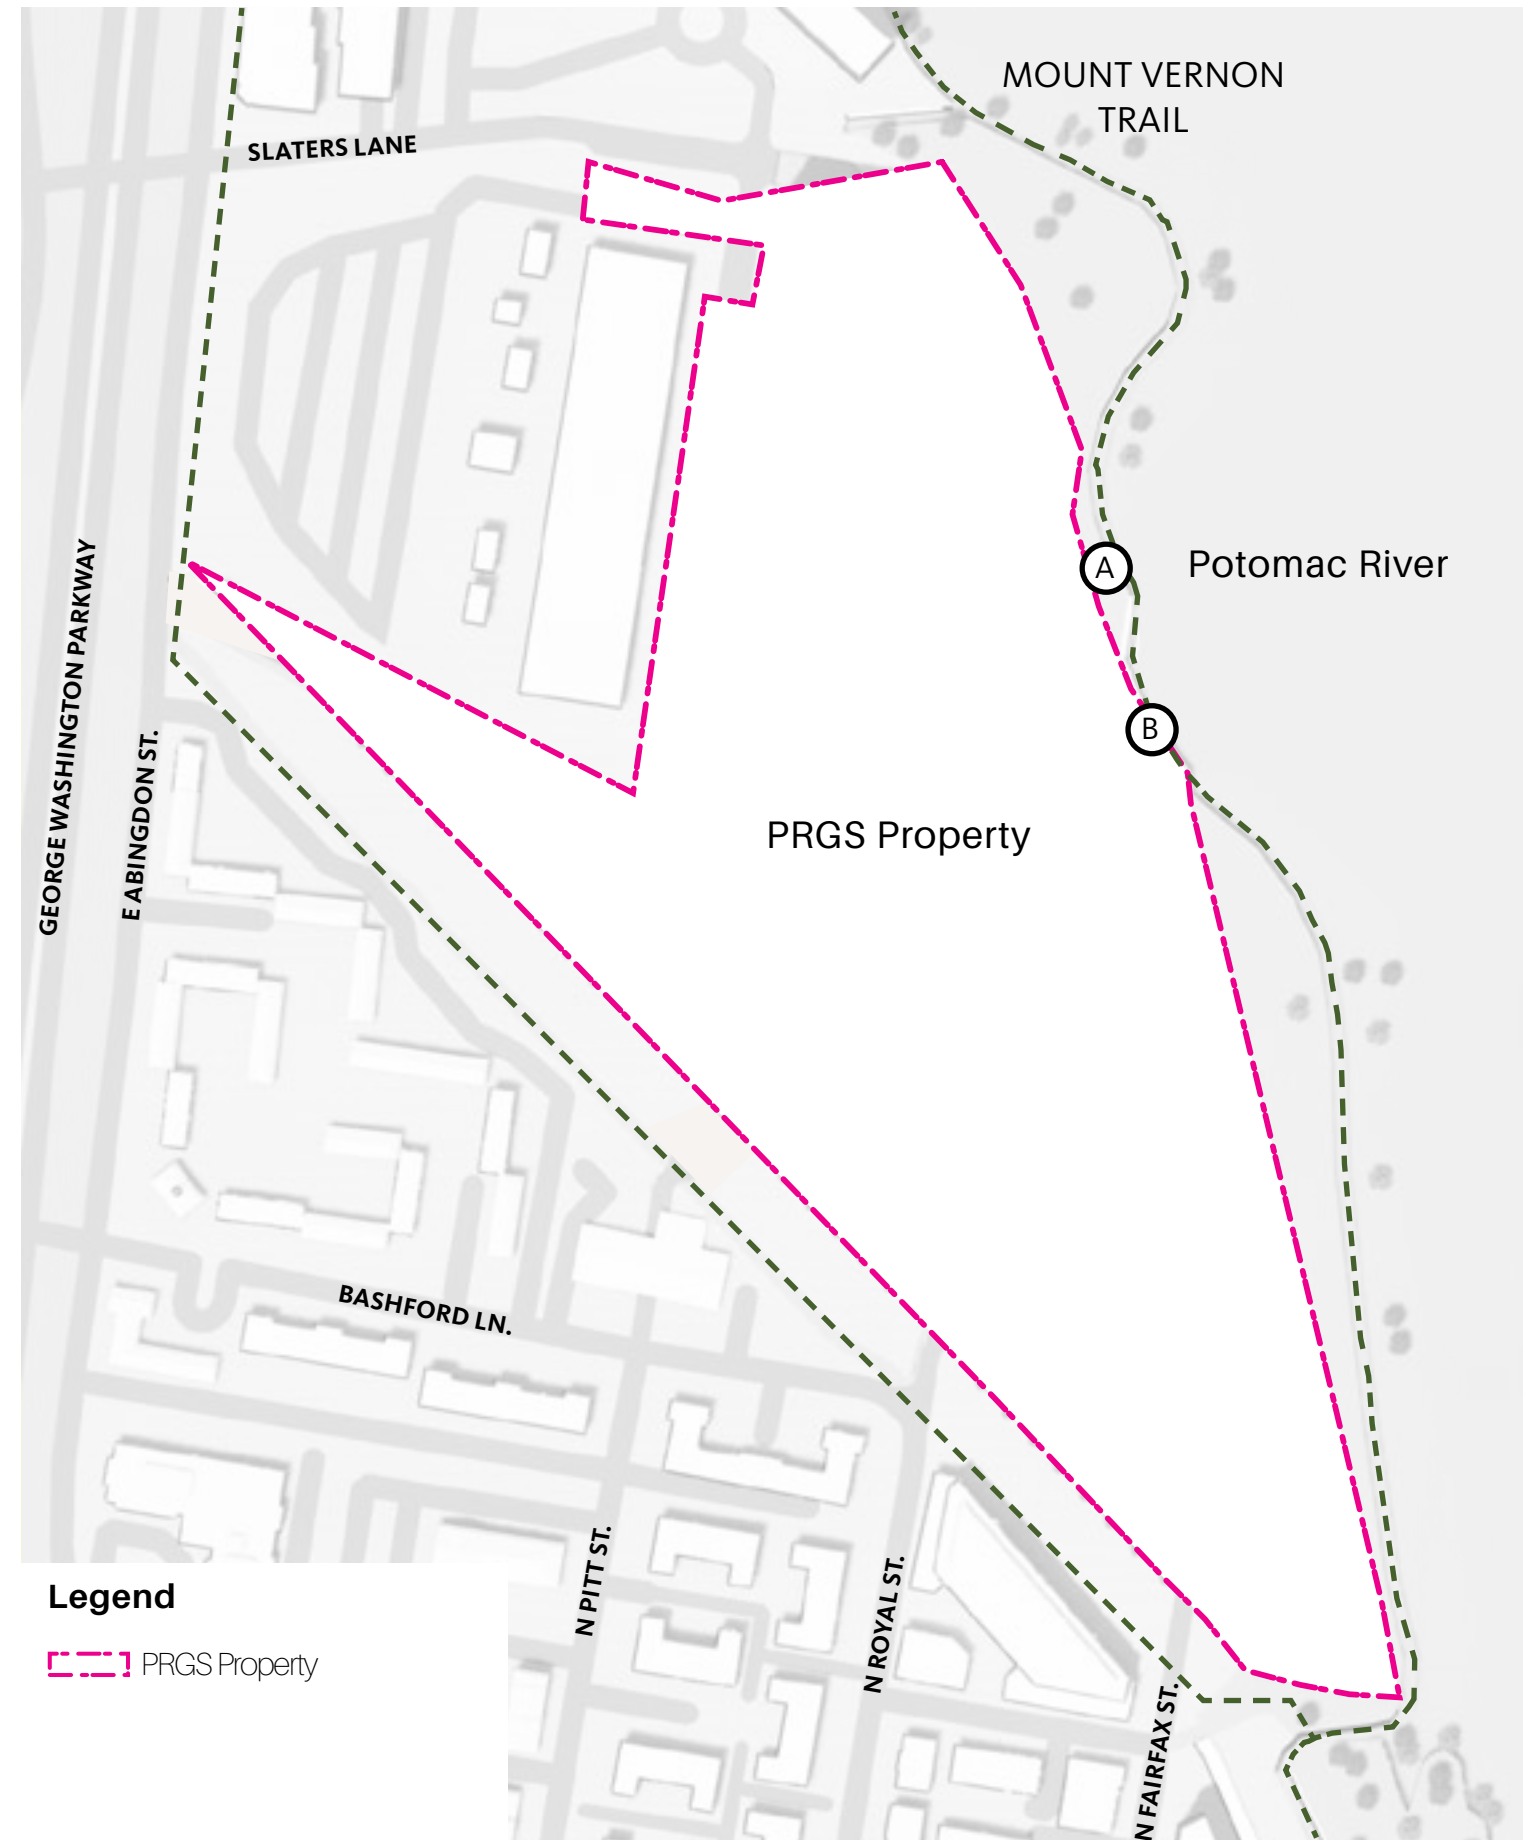 MOUNT VERNON
TRAIL
SLATERS LANE
A
Potomac River
GEORGE WASHINGTON PARKWAY
E ABINGDON ST.
B
PRGS Property
BASHFORD LN.
N PITT ST.
N ROYAL ST.
N FAIRFAX ST.
Legend
PRGS Property